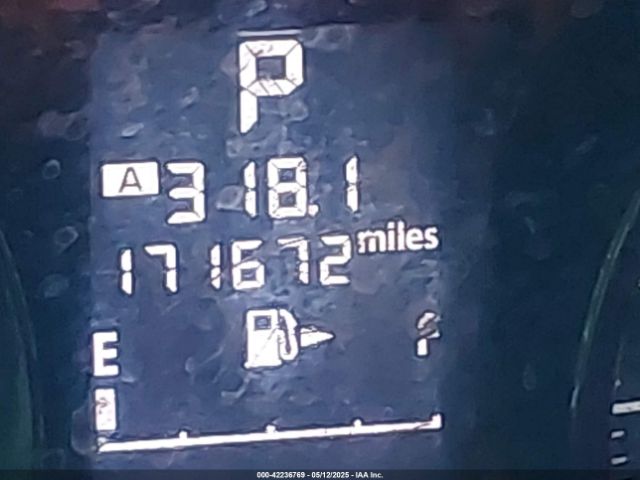 P
A 318.1
171672 miles
E
000-42236769 - 05/12/2025 - IAA Inc.